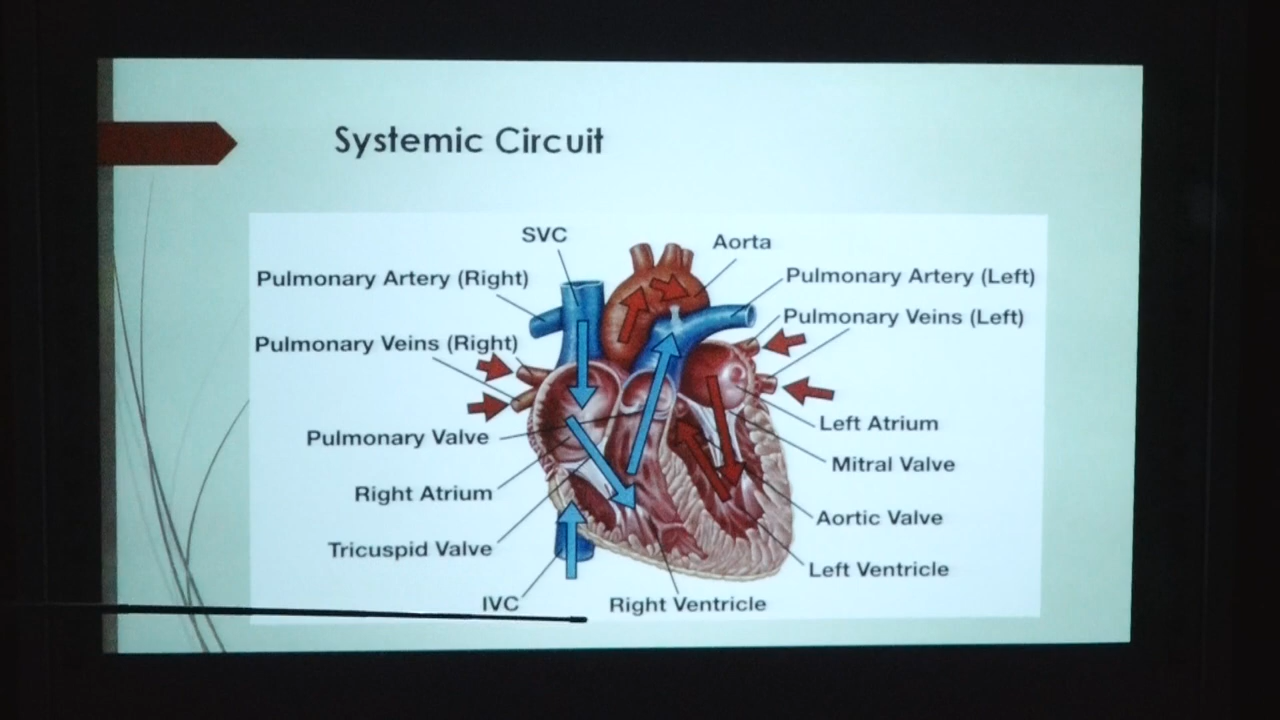 Systemic Circuit
SVC
Aorta
Pulmonary Artery (Right)
Pulmonary Artery (Left)
Pulmonary Veins (Left)
Pulmonary Veins (Right)
Left Atrium
Pulmonary Valve
Mitral Valve
Right Atrium
Aortic Valve
Tricuspid Valve
Left Ventricle
IVC
Right Ventricle